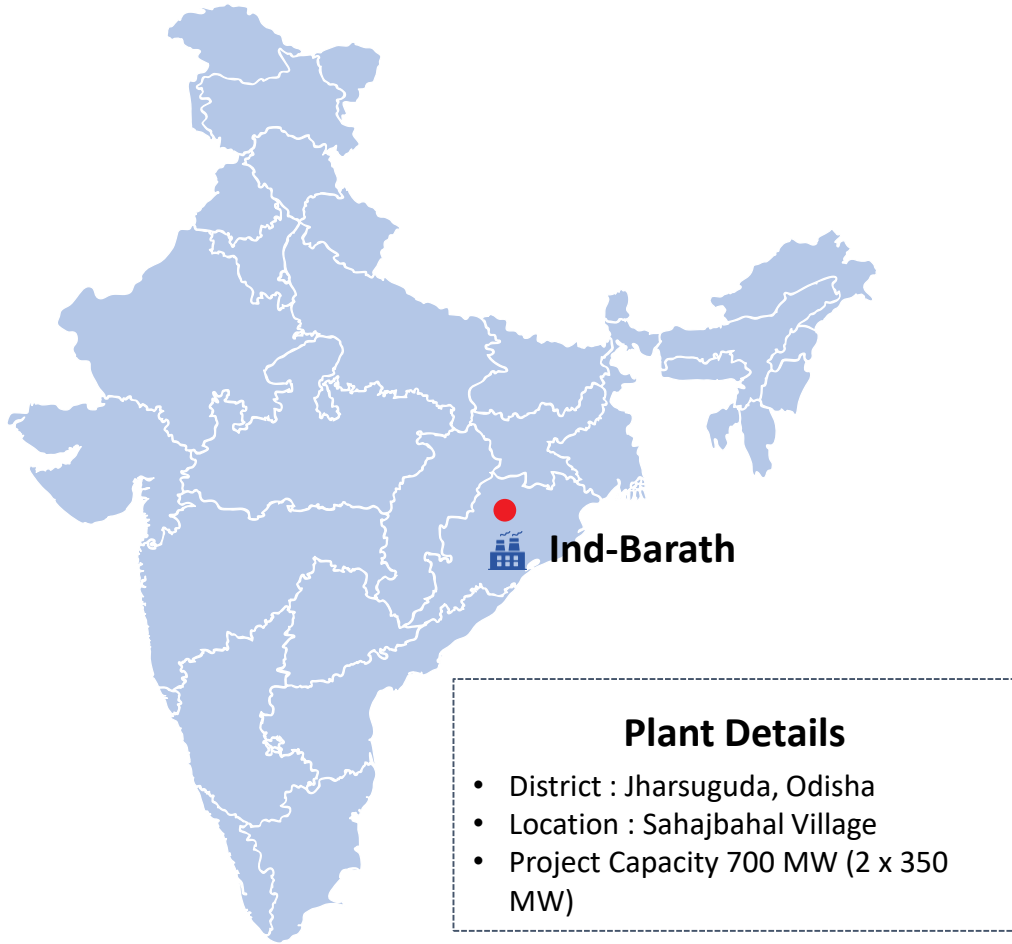 Ind-Barath
Plant Details
• District : Jharsuguda, Odisha
• Location : Sahajbahal Village
• Project Capacity 700 MW (2 x 350
MW)